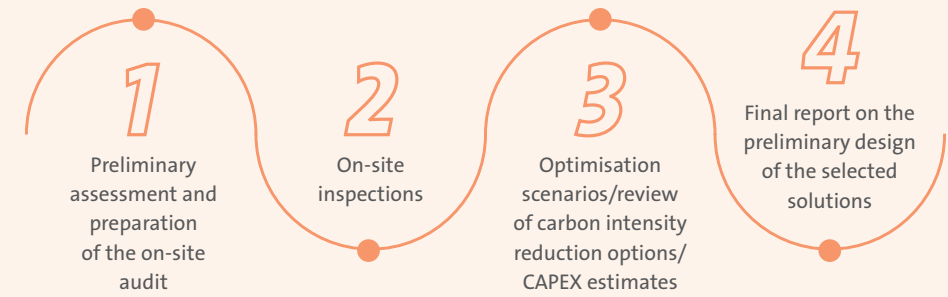 1
Preliminary
assessment and
preparation
of the on-site
audit
2
On-site
inspections
3
Optimisation
scenarios/review
of carbon intensity
reduction options/
CAPEX estimates
4
Final report on the
preliminary design
of the selected
solutions